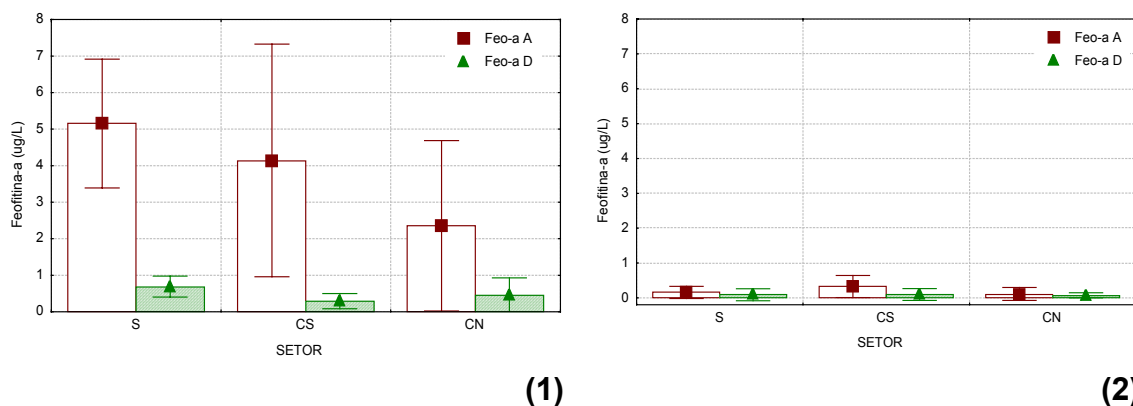 Feofitina-a (ug/L)
8
7
6
5
4
3
2
1
0
Feo-a A
Feo-a D
S
CS
CN
SETOR
(1)
Feofitina-a (ug/L)
8
7
6
5
4
3
2
1
0
Feo-a A
Feo-a D
S
CS
CN
SETOR
(2)